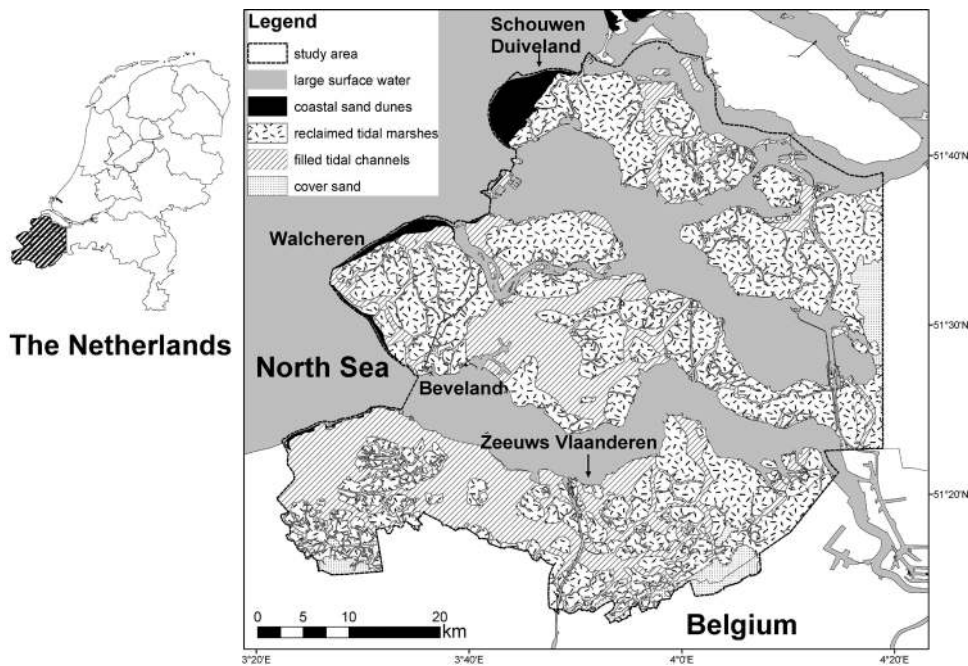 Legend
study area
large surface water
coastal sand dunes
reclaimed tidal marshes
filled tidal channels
cover sand
Schouwen
Duiveland
Walcheren
The Netherlands
North Sea
Beveland
Zeeuws Vlaanderen
Belgium
0 5 10 20
km
51°40'N
51°30'N
51°20'N
3°20'E 3°40'E 4°0'E 4°20'E